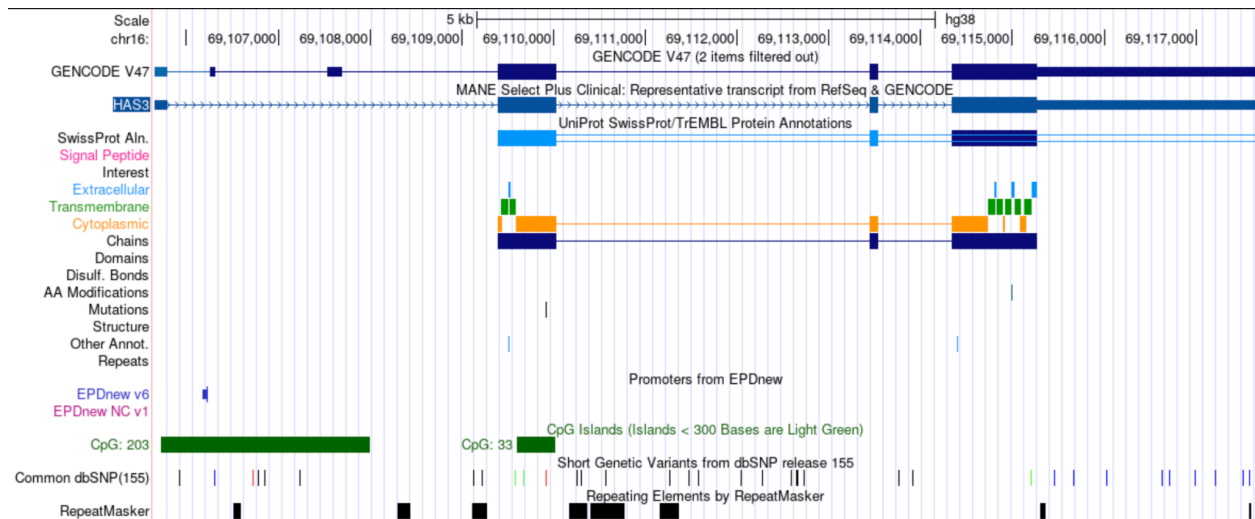 Scale 5 kb hg38
chr16: 69,107,000 69,108,000 69,109,000 69,110,000 69,111,000 69,112,000 69,113,000 69,114,000 69,115,000 69,116,000 69,117,000
GENCODE V47 (2 items filtered out)
GENCODE V47
MANE Select Plus Clinical: Representative transcript from RefSeq & GENCODE
HAS3
UniProt SwissProt/TrEMBL Protein Annotations
SwissProt Aln.
Signal Peptide
Interest
Extracellular
Transmembrane
Cytoplasmic
Chains
Domains
Disulf. Bonds
AA Modifications
Mutations
Structure
Other Annot.
Repeats
Promoters from EPDnew
EPDnew v6
EPDnew NC v1
CpG Islands (Islands < 300 Bases are Light Green)
CpG: 203 CpG: 33
Short Genetic Variants from dbSNP release 155
Common dbSNP(155)
Repeating Elements by RepeatMasker
RepeatMasker